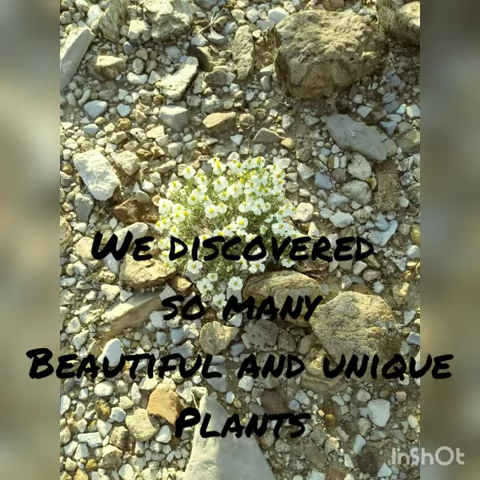 We discovered
so many
Beautiful and unique
Plants
InShOt